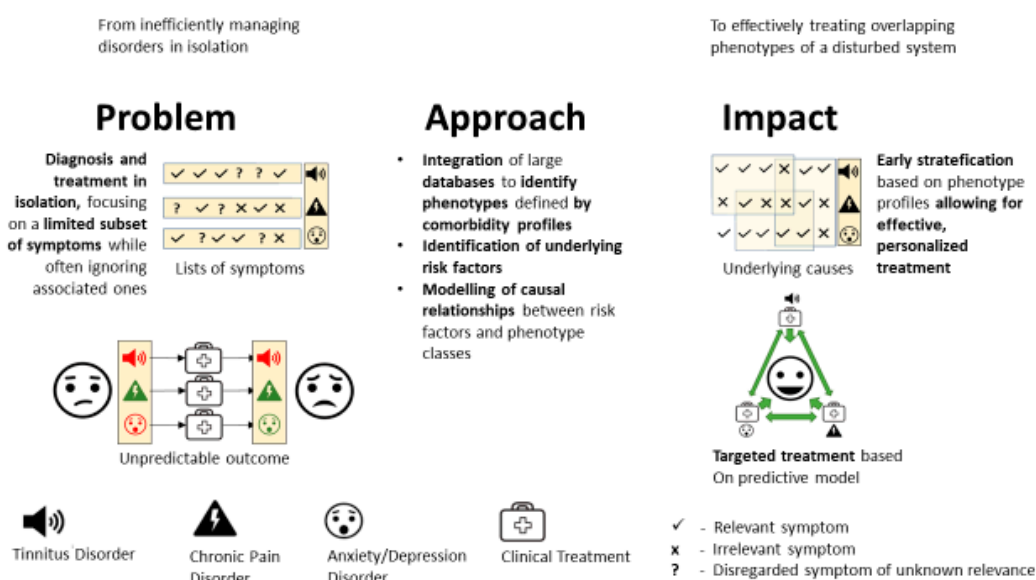 From inefficiently managing
disorders in isolation
To effectively treating overlapping
phenotypes of a disturbed system
Problem
Diagnosis and
treatment in
isolation, focusing
on a limited subset
of symptoms while
often ignoring
associated ones
✓ ✓ ✓ ? ? ✓
? ✓ ? × ✓ ×
✓ ? ✓ ✓ ? ×
Lists of symptoms
Unpredictable outcome
Approach
• Integration of large
databases to identify
phenotypes defined by
comorbidity profiles
• Identification of underlying
risk factors
• Modelling of causal
relationships between risk
factors and phenotype
classes
Impact
✓ ✓ ✓ × ✓ ✓
× ✓ × × ✓ ×
✓ ✓ ✓ ✓ ✓ ×
Underlying causes
Early stratefication
based on phenotype
profiles allowing for
effective,
personalized
treatment
Targeted treatment based
On predictive model
Tinnitus Disorder
Chronic Pain
Disorder
Anxiety/Depression
Disorder
Clinical Treatment
✓ - Relevant symptom
x - Irrelevant symptom
? - Disregarded symptom of unknown relevance